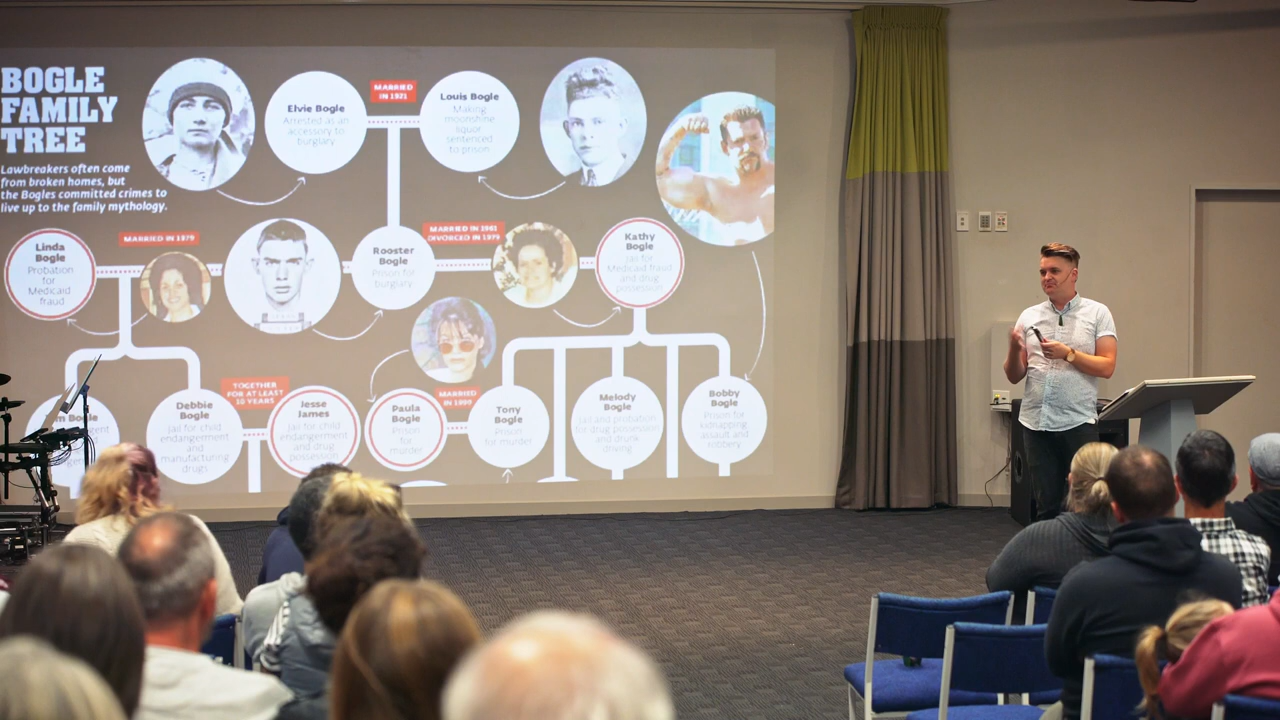 BOGLE
FAMILY
TREE
Lawbreakers often come
from broken homes, but
the Bogles committed crimes to
live up to the family mythology.
Elvie Bogle
Arrested as an
accessory to
burglary
MARRIED
IN 1921
Louis Bogle
Making
moonshine
liquor
sentenced
to prison
Linda
Bogle
Probation
for
Medicaid
fraud
MARRIED IN 1979
Rooster
Bogle
Prison for
burglary
MARRIED IN 1961
DIVORCED IN 1979
Kathy
Bogle
Jail for
Medicaid fraud
and drug
possession
Bogle
Debbie
Bogle
Jail for child
endangerment
and
manufacturing
drugs
TOGETHER
FOR AT LEAST
10 YEARS
Jesse
James
Jail for child
endangerment
and drug
possession
Paula
Bogle
Prison
for
murder
MARRIED
Tony
Bogle
Prison
for murder
Melody
Bogle
Jail and probation
for drug possession
and drunk
driving
Bobby
Bogle
Prison for
kidnapping
assault and
robbery